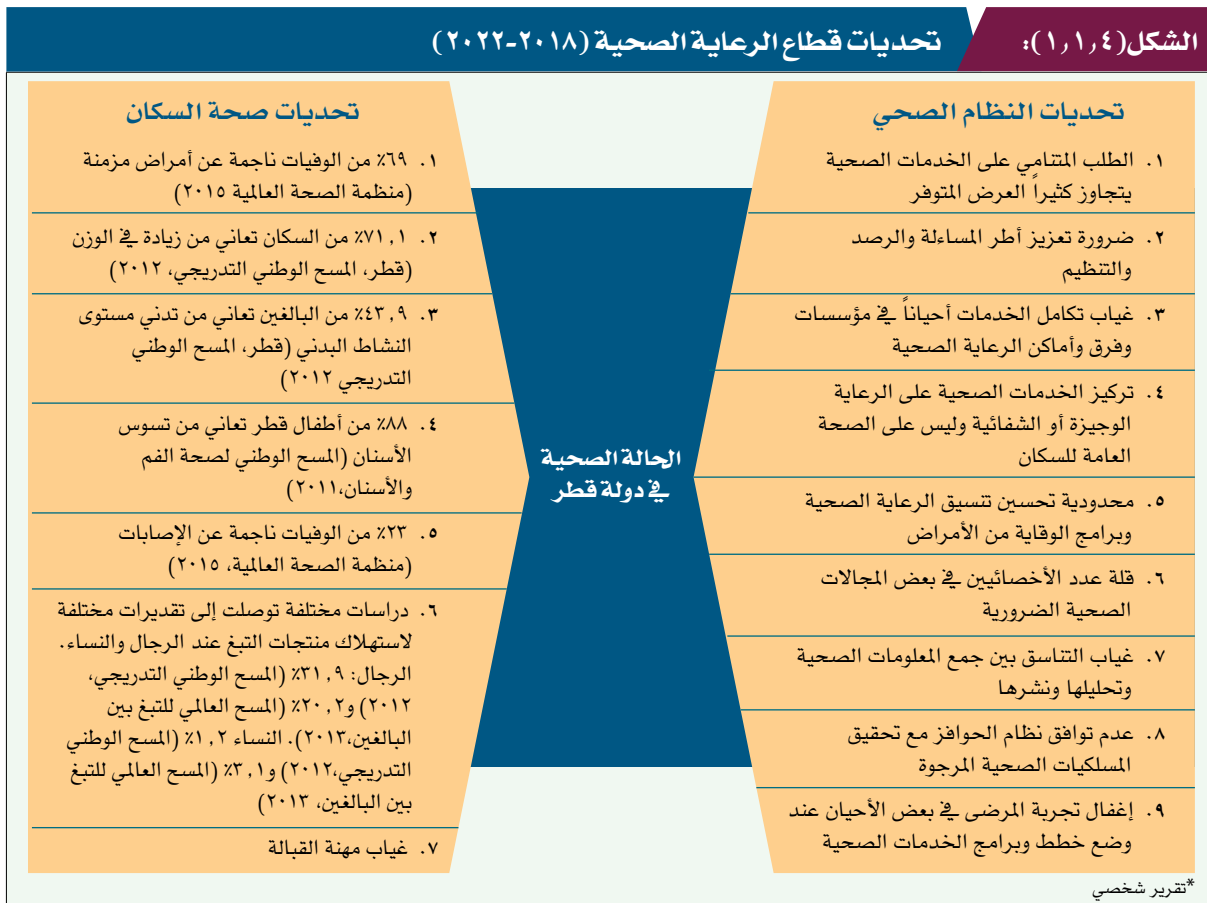 الشكل(١,١,٤):
تحديات قطاع الرعاية الصحية (٢٠١٨-٢٠٢٢)
تحديات النظام الصحي
١. الطلب المتنامي على الخدمات الصحية
يتجاوز كثيراً العرض المتوفر
٢. ضرورة تعزيز أطر المساءلة والرصد
والتنظيم
٣. غياب تكامل الخدمات أحياناً في مؤسسات
وفرق وأماكن الرعاية الصحية
٤. تركيز الخدمات الصحية على الرعاية
الوجيزة أو الشفائية وليس على الصحة
العامة للسكان
٥. محدودية تحسين تنسيق الرعاية الصحية
وبرامج الوقاية من الأمراض
٦. قلة عدد الأخصائيين في بعض المجالات
الصحية الضرورية
٧. غياب التناسق بين جمع المعلومات الصحية
وتحليلها ونشرها
٨. عدم توافق نظام الحوافز مع تحقيق
المسلكيات الصحية المرجوة
٩. إغفال تجربة المرضى في بعض الأحيان عند
وضع خطط وبرامج الخدمات الصحية
الحالة الصحية
في دولة قطر
تحديات صحة السكان
١. ٦٩٪ من الوفيات ناجمة عن أمراض مزمنة
(منظمة الصحة العالمية ٢٠١٥)
٢. ٧١,١٪ من السكان تعاني من زيادة في الوزن
(قطر، المسح الوطني التدريجي، ٢٠١٢)
٣. ٤٣,٩٪ من البالغين تعاني من تدني مستوى
النشاط البدني (قطر، المسح الوطني
التدريجي ٢٠١٢)
٤. ٨٨٪ من أطفال قطر تعاني من تسوس
الأسنان (المسح الوطني لصحة الفم
والأسنان،٢٠١١)
٥. ٢٣٪ من الوفيات ناجمة عن الإصابات
(منظمة الصحة العالمية، ٢٠١٥)
٦. دراسات مختلفة توصلت إلى تقديرات مختلفة
لاستهلاك منتجات التبغ عند الرجال والنساء.
الرجال: ٣١,٩٪ (المسح الوطني التدريجي،
٢٠١٢) و٢٠,٢٪ (المسح العالمي للتبغ بين
البالغين،٢٠١٣). النساء ١,٢٪ (المسح الوطني
التدريجي،٢٠١٢) و٣,١٪ (المسح العالمي للتبغ
بين البالغين، ٢٠١٣)
٧. غياب مهنة القبالة
*تقرير شخصي